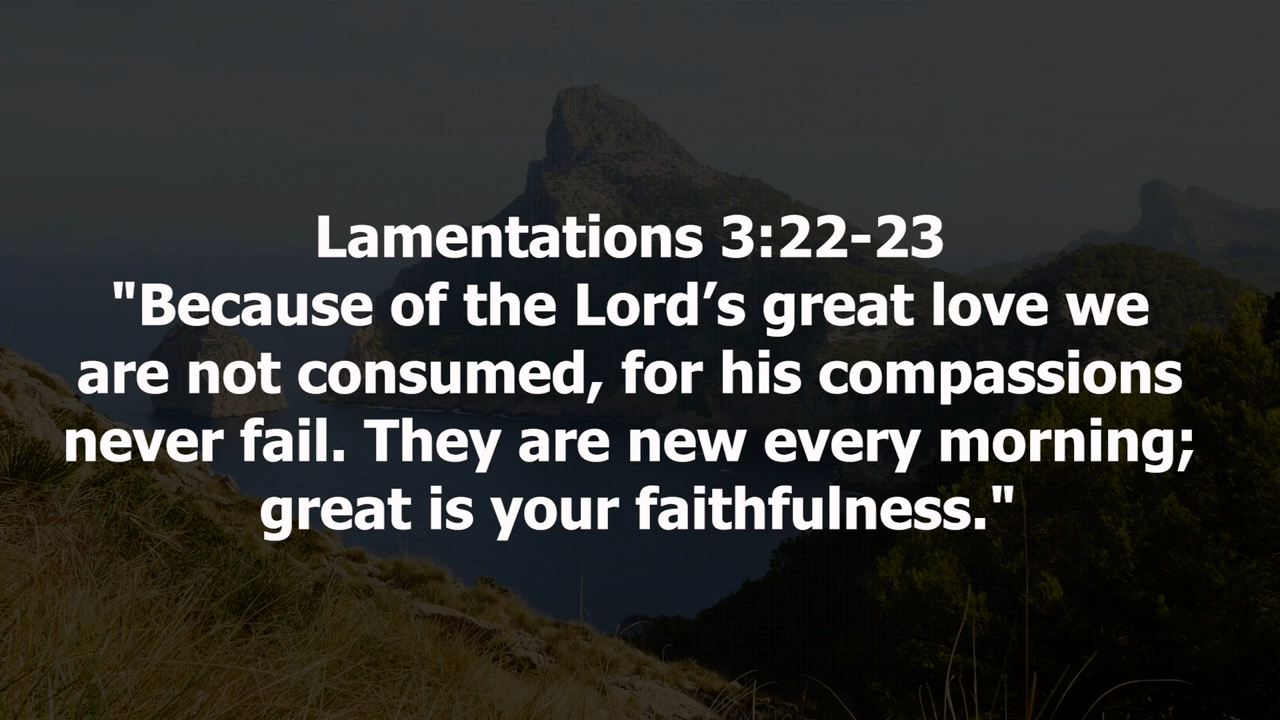 Lamentations 3:22-23
"Because of the Lord’s great love we
are not consumed, for his compassions
never fail. They are new every morning;
great is your faithfulness."